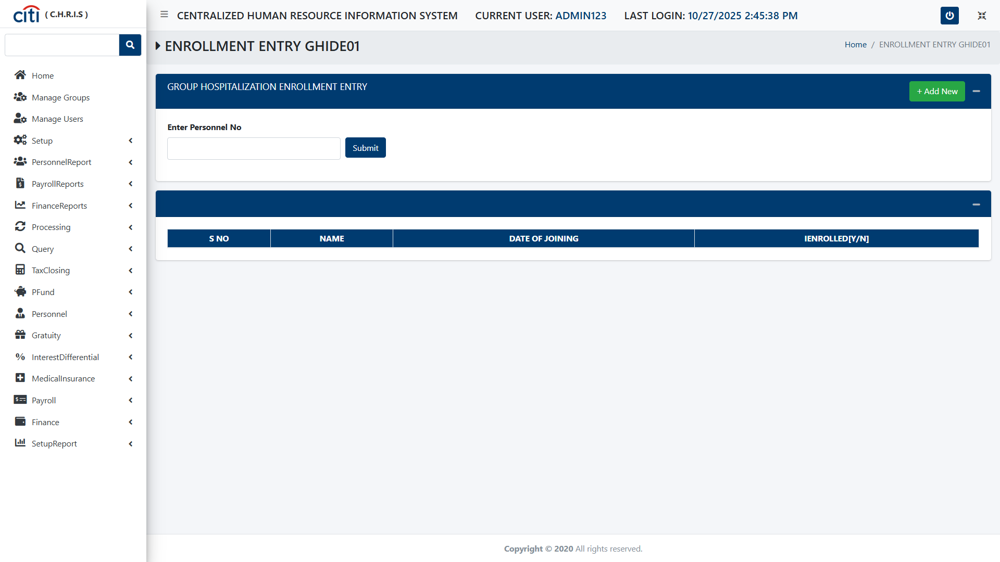 citi ( C.H.R.I.S )
CENTRALIZED HUMAN RESOURCE INFORMATION SYSTEM CURRENT USER: ADMIN123 LAST LOGIN: 10/27/2025 2:45:38 PM
ENROLLMENT ENTRY GHIDE01
Home / ENROLLMENT ENTRY GHIDE01
Home
Manage Groups
Manage Users
Setup
PersonnelReport
PayrollReports
FinanceReports
Processing
Query
TaxClosing
PFund
Personnel
Gratuity
% InterestDifferential
MedicalInsurance
Payroll
Finance
SetupReport
GROUP HOSPITALIZATION ENROLLMENT ENTRY
+ Add New
Enter Personnel No
Submit
S NO NAME DATE OF JOINING IENROLLED[Y/N]
Copyright © 2020 All rights reserved.